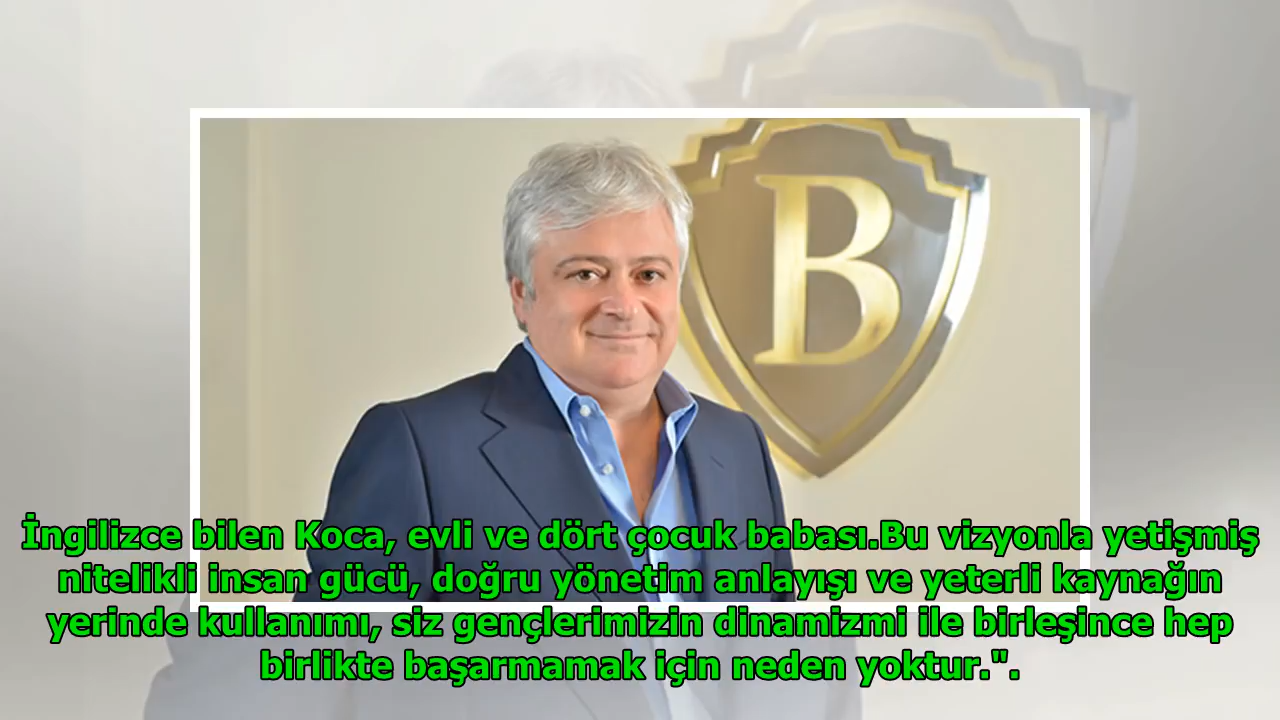 B
İngilizce bilen Koca, evli ve dört çocuk babası.Bu vizyonla yetişmiş
nitelikli insan gücü, doğru yönetim anlayışı ve yeterli kaynağın
yerinde kullanımı, siz gençlerimizin dinamizmi ile birleşince hep
birlikte başarmamak için neden yoktur.".